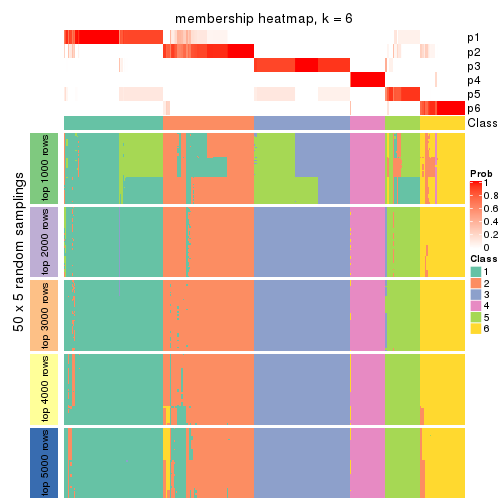 membership heatmap, k = 6
p1
p2
p3
p4
p5
p6
Class
50 x 5 random samplings
top 1000 rows
top 2000 rows
top 3000 rows
top 4000 rows
top 5000 rows
Prob
1
0.8
0.6
0.4
0.2
0
Class
1
2
3
4
5
6